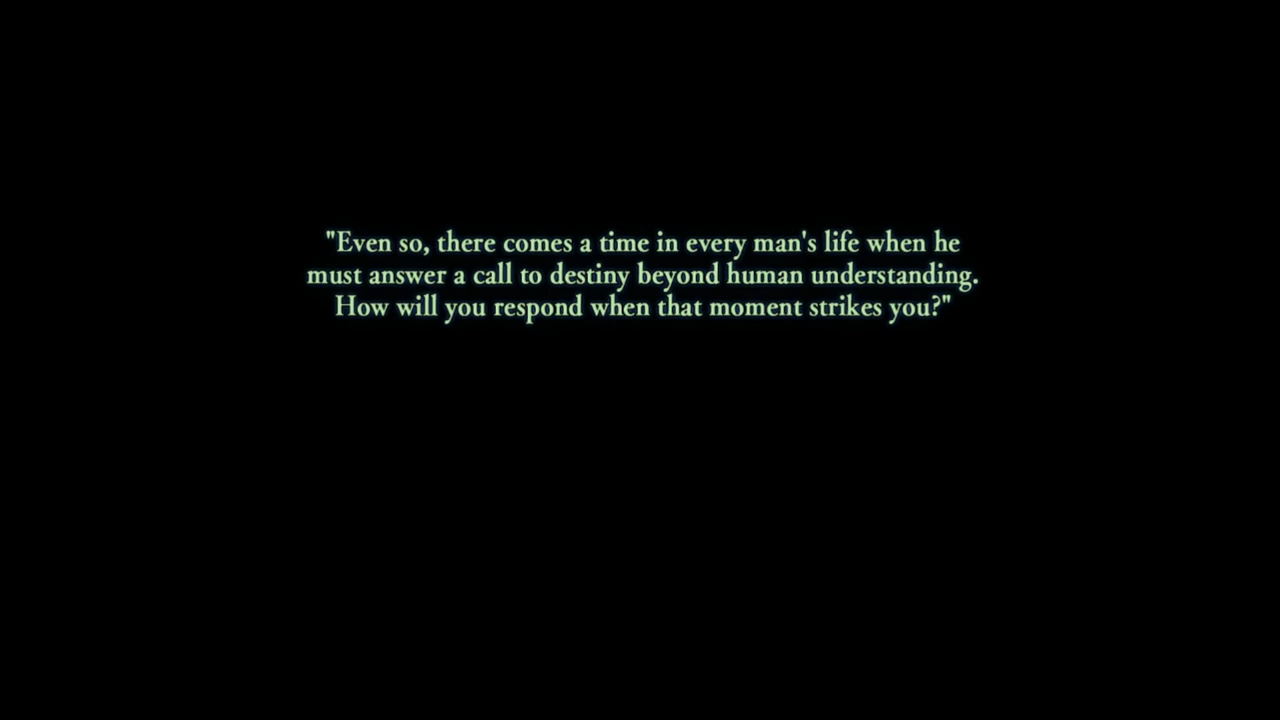 "Even so, there comes a time in every man's life when he
must answer a call to destiny beyond human understanding.
How will you respond when that moment strikes you?"